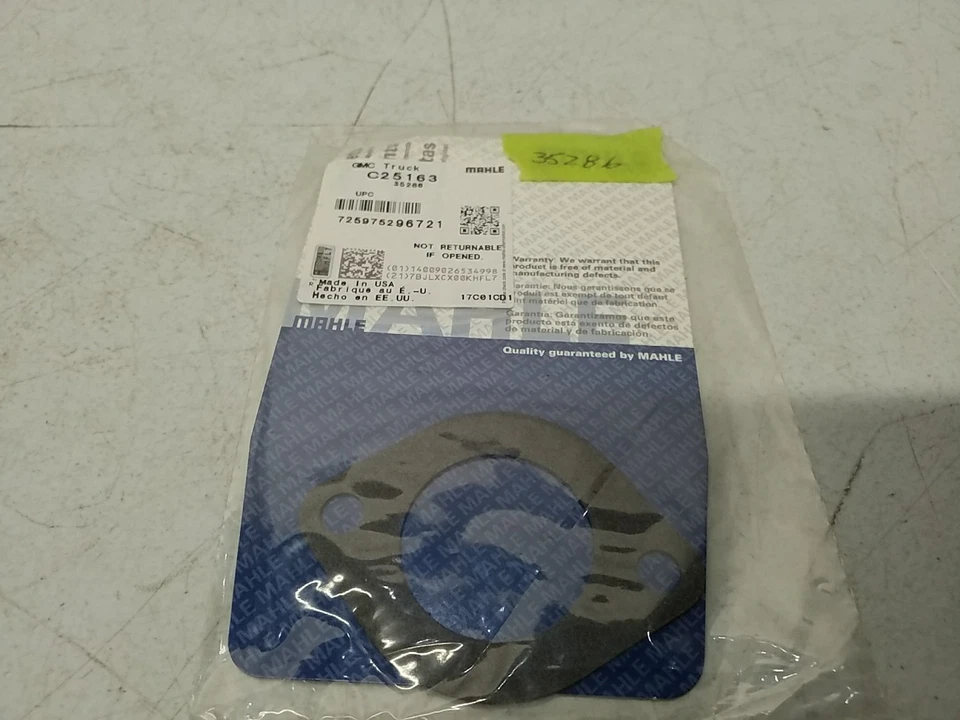 35286
GMC Truck
MAHLE
C25163
35286
UPC
725975296721
NOT RETURNABLE
IF OPENED.
(01)14009026534998
(21)7BJLXCX00KHFL7
Made In USA
Fabrique au É.-U.
Hecho en EE.UU.
17C01CD1
Warranty: We warrant that this
product is free of material and
manufacturing defects.
Garantie: Nous garantissons que ce
produit est exempt de tout défaut
de matériel que de fabrication.
Garantía: Garantizamos que este
producto está exento de defectos
de material y de fabricación.
MAHLE
Quality guaranteed by MAHLE